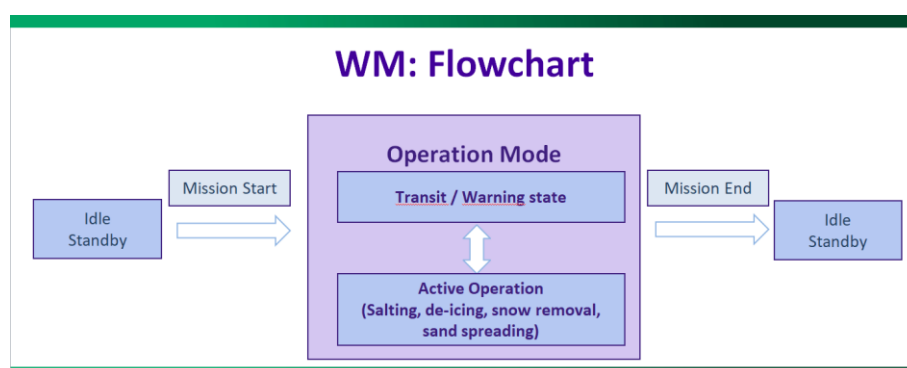 WM: Flowchart
Operation Mode
Mission Start
Transit / Warning state
Mission End
Idle
Standby
Idle
Standby
Active Operation
(Salting, de-icing, snow removal,
sand spreading)